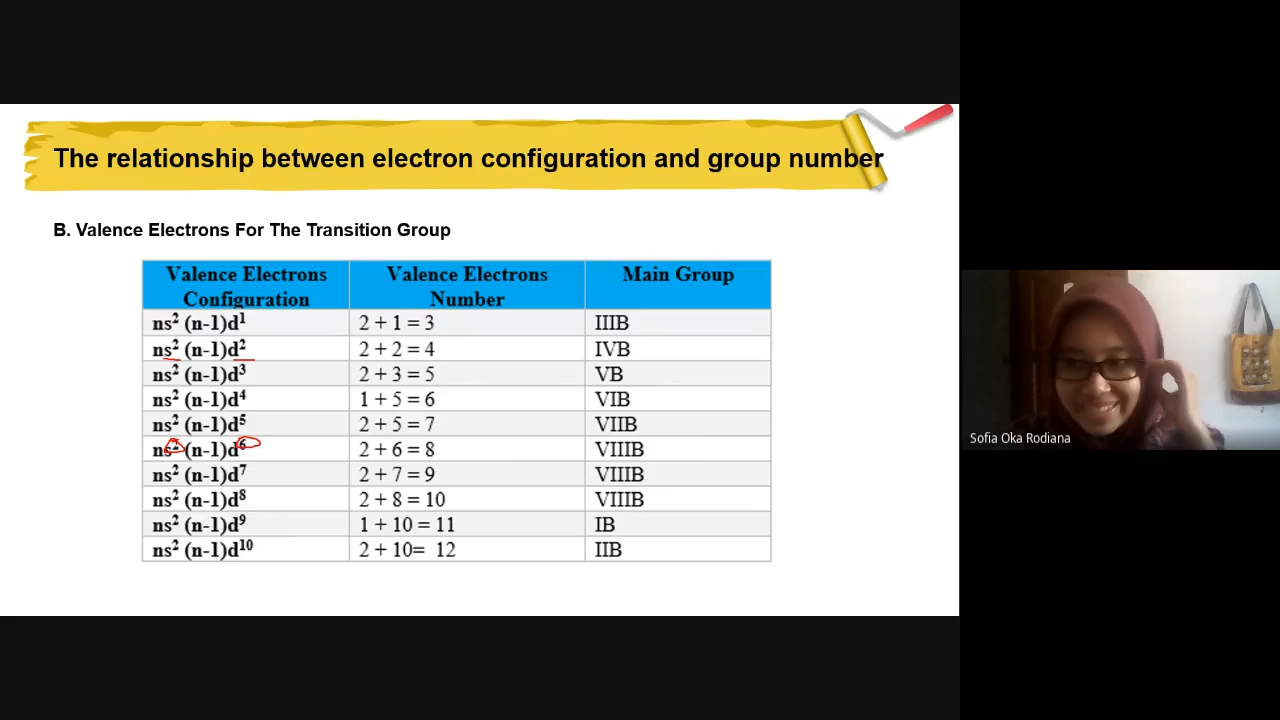 The relationship between electron configuration and group number
B. Valence Electrons For The Transition Group
Valence Electrons Configuration | Valence Electrons Number | Main Group
ns² (n-1)d¹ | 2 + 1 = 3 | IIIB
ns² (n-1)d² | 2 + 2 = 4 | IVB
ns² (n-1)d³ | 2 + 3 = 5 | VB
ns² (n-1)d⁴ | 1 + 5 = 6 | VIB
ns² (n-1)d⁵ | 2 + 5 = 7 | VIIB
ns² (n-1)d⁶ | 2 + 6 = 8 | VIIIB
ns² (n-1)d⁷ | 2 + 7 = 9 | VIIIB
ns² (n-1)d⁸ | 2 + 8 = 10 | VIIIB
ns² (n-1)d⁹ | 1 + 10 = 11 | IB
ns² (n-1)d¹⁰ | 2 + 10= 12 | IIB
Sofia Oka Rodiana